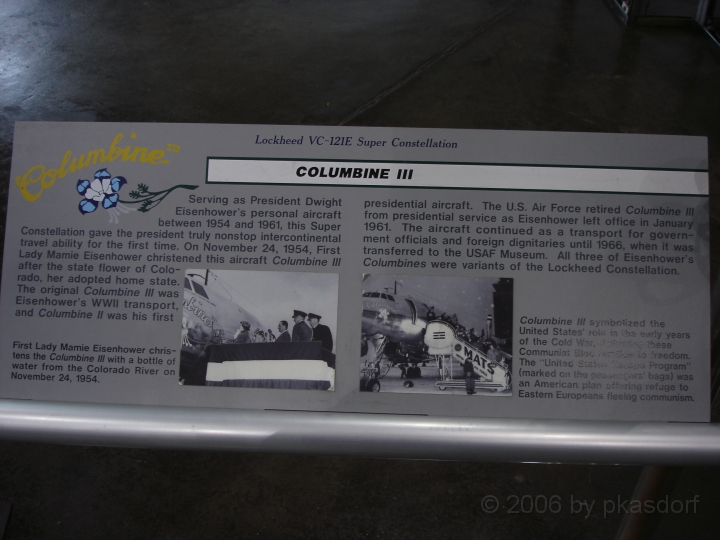 Columbine III
Lockheed VC-121E Super Constellation
COLUMBINE III
Serving as President Dwight
Eisenhower's personal aircraft
between 1954 and 1961, this Super
Constellation gave the president truly nonstop intercontinental
travel ability for the first time. On November 24, 1954, First
Lady Mamie Eisenhower christened this aircraft Columbine III
after the state flower of Colo-
rado, her adopted home state.
The original Columbine III was
Eisenhower's WWII transport,
and Columbine II was his first
presidential aircraft. The U.S. Air Force retired Columbine III
from presidential service as Eisenhower left office in January
1961. The aircraft continued as a transport for govern-
ment officials and foreign dignitaries until 1966, when it was
transferred to the USAF Museum. All three of Eisenhower's
Columbines were variants of the Lockheed Constellation.
First Lady Mamie Eisenhower chris-
tens the Columbine III with a bottle of
water from the Colorado River on
November 24, 1954.
MATS
Columbine III symbolized the
United States' role in the early years
of the Cold War. these
Communist Bloc to freedom.
The "United States Program"
(marked on the bags) was
an American plan offering refuge to
Eastern Europeans fleeing communism.
© 2006 by pkasdorf